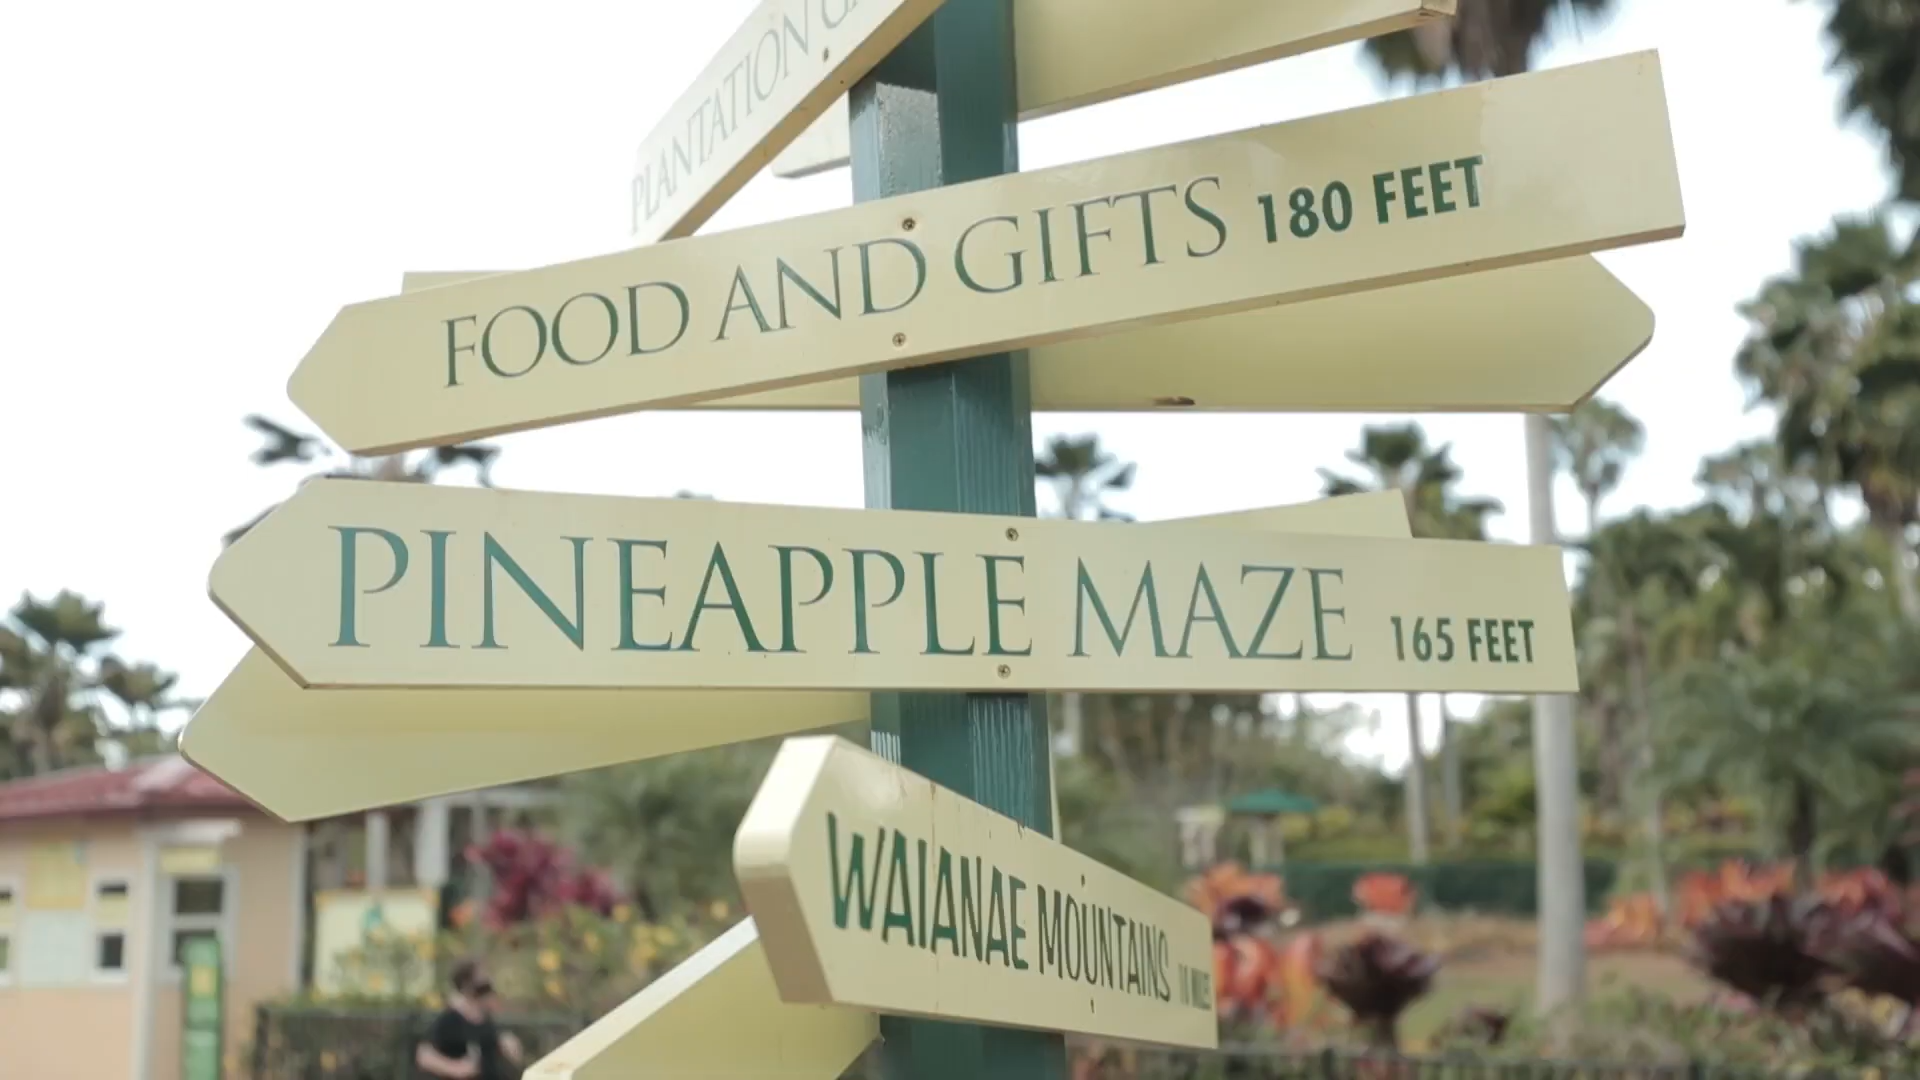 PLANTATION
FOOD AND GIFTS 180 FEET
PINEAPPLE MAZE 165 FEET
WAIANAE MOUNTAINS